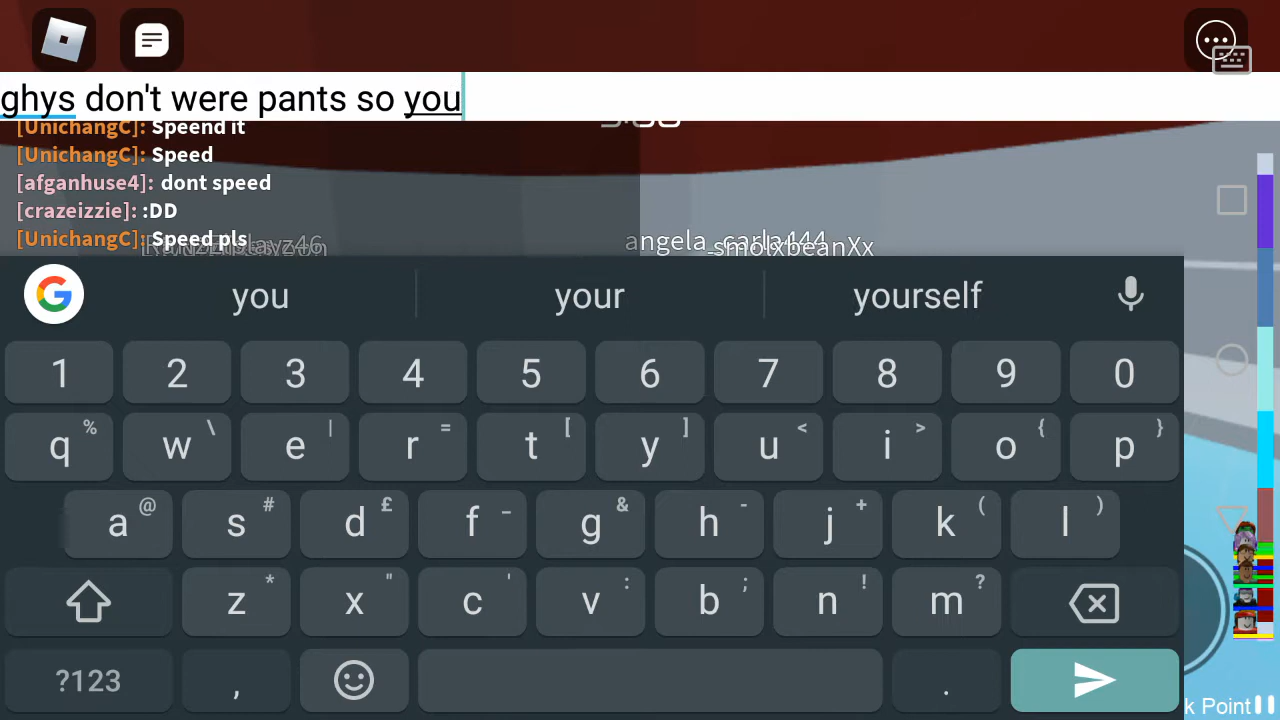 ghys don't were pants so you
[UnichangC]: Speend it
[UnichangC]: Speed
[afganhuse4]: dont speed
[crazeizzie]: :DD
[UnichangC]: Speed pls
angela_carla444
-smolxbeanXx
you your yourself
1 2 3 4 5 6 7 8 9 0
q % w \ e | r = t [ y ] u < i > o { p }
a @ s # d £ f _ g & h - j + k ( l )
z * x " c ' v : b ; n ! m ?
?123 , .
k Point